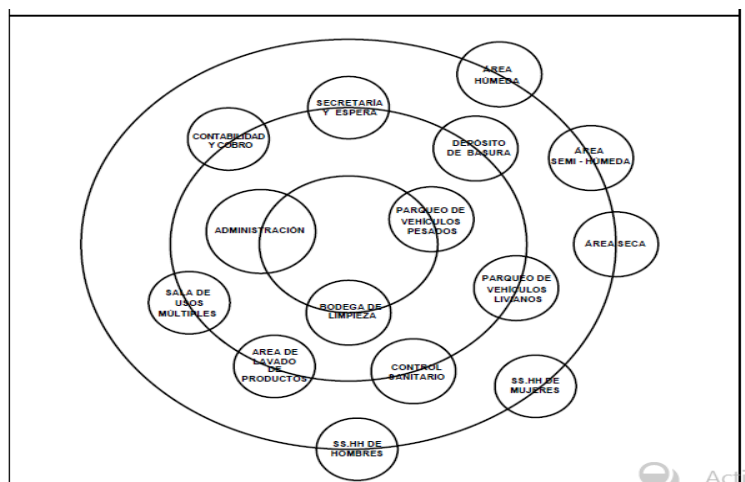 ÁREA
HÚMEDA
SECRETARÍA
Y ESPERA
CONTABILIDAD
Y COBRO
DEPÓSITO
DE BASURA
ÁREA
SEMI - HÚMEDA
ADMINISTRACIÓN
PARQUEO DE
VEHÍCULOS
PESADOS
ÁREA SECA
SALA DE
USOS
MÚLTIPLES
BODEGA DE
LIMPIEZA
PARQUEO DE
VEHÍCULOS
LIVIANOS
AREA DE
LAVADO
DE
PRODUCTOS
CONTROL
SANITARIO
SS.HH DE
MUJERES
SS.HH DE
HOMBRES
Acti